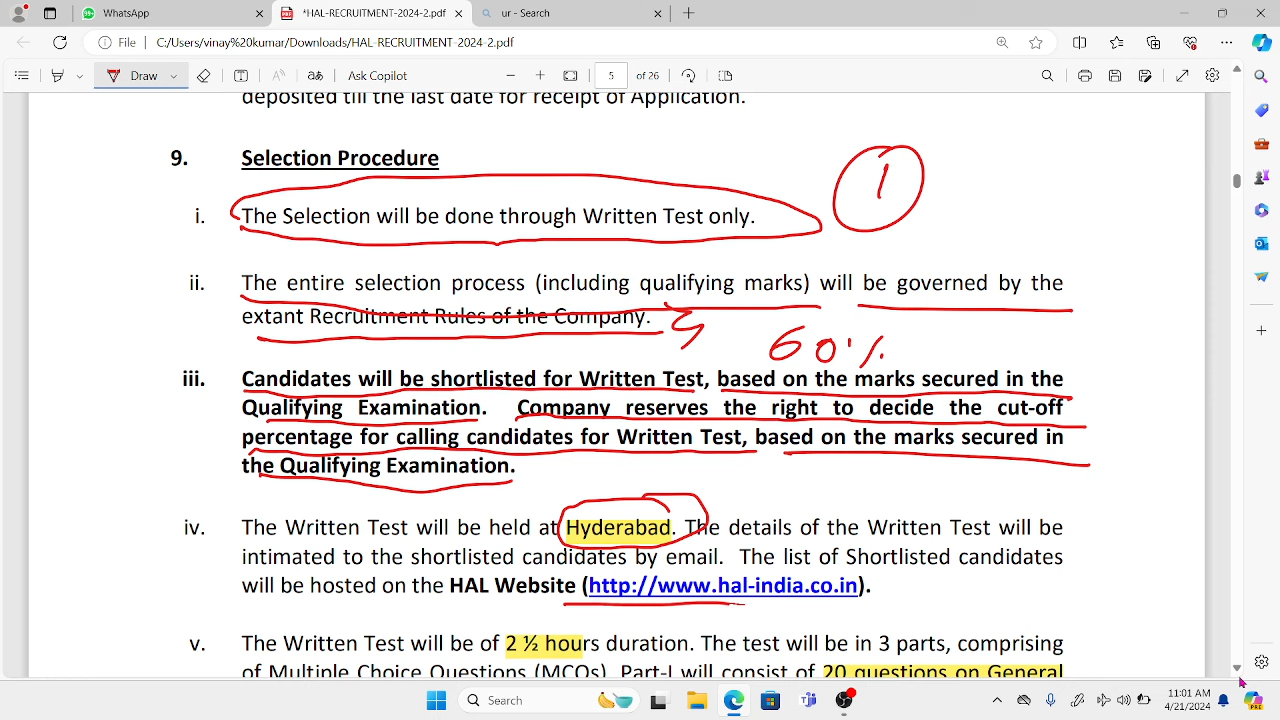 99+ WhatsApp
*HAL-RECRUITMENT-2024-2.pdf
ur - Search
File C:/Users/vinay%20kumar/Downloads/HAL-RECRUITMENT-2024-2.pdf
Draw
Ask Copilot
5 of 26
deposited till the last date for receipt of Application.
9. Selection Procedure
1
i. The Selection will be done through Written Test only.
ii. The entire selection process (including qualifying marks) will be governed by the
extant Recruitment Rules of the Company.
60%
iii. Candidates will be shortlisted for Written Test, based on the marks secured in the
Qualifying Examination. Company reserves the right to decide the cut-off
percentage for calling candidates for Written Test, based on the marks secured in
the Qualifying Examination.
iv. The Written Test will be held at Hyderabad. The details of the Written Test will be
intimated to the shortlisted candidates by email. The list of Shortlisted candidates
will be hosted on the HAL Website (http://www.hal-india.co.in).
v. The Written Test will be of 2 ½ hours duration. The test will be in 3 parts, comprising
of Multiple Choice Questions (MCQs). Part-I will consist of 20 questions on General
Search
11:01 AM
4/21/2024